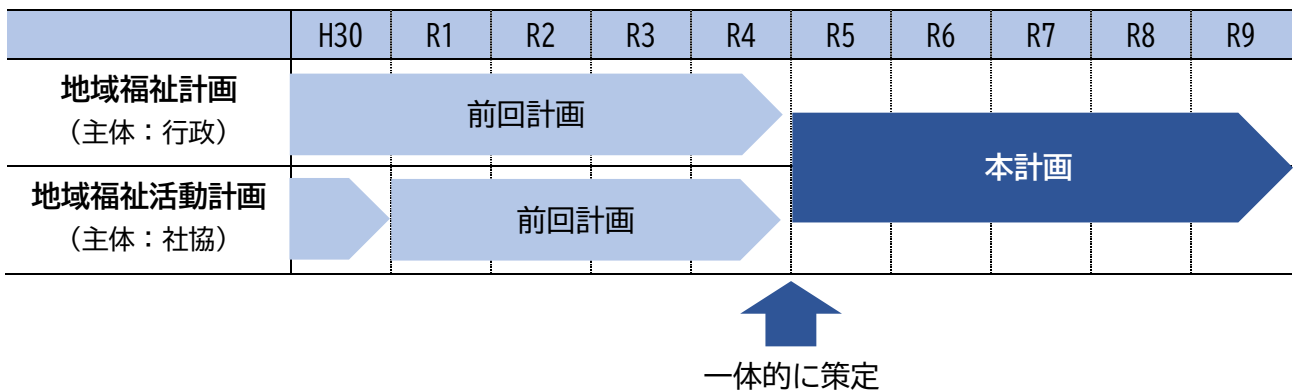 H30 R1 R2 R3 R4 R5 R6 R7 R8 R9
地域福祉計画
（主体：行政）
前回計画
本計画
地域福祉活動計画
（主体：社協）
前回計画
一体的に策定